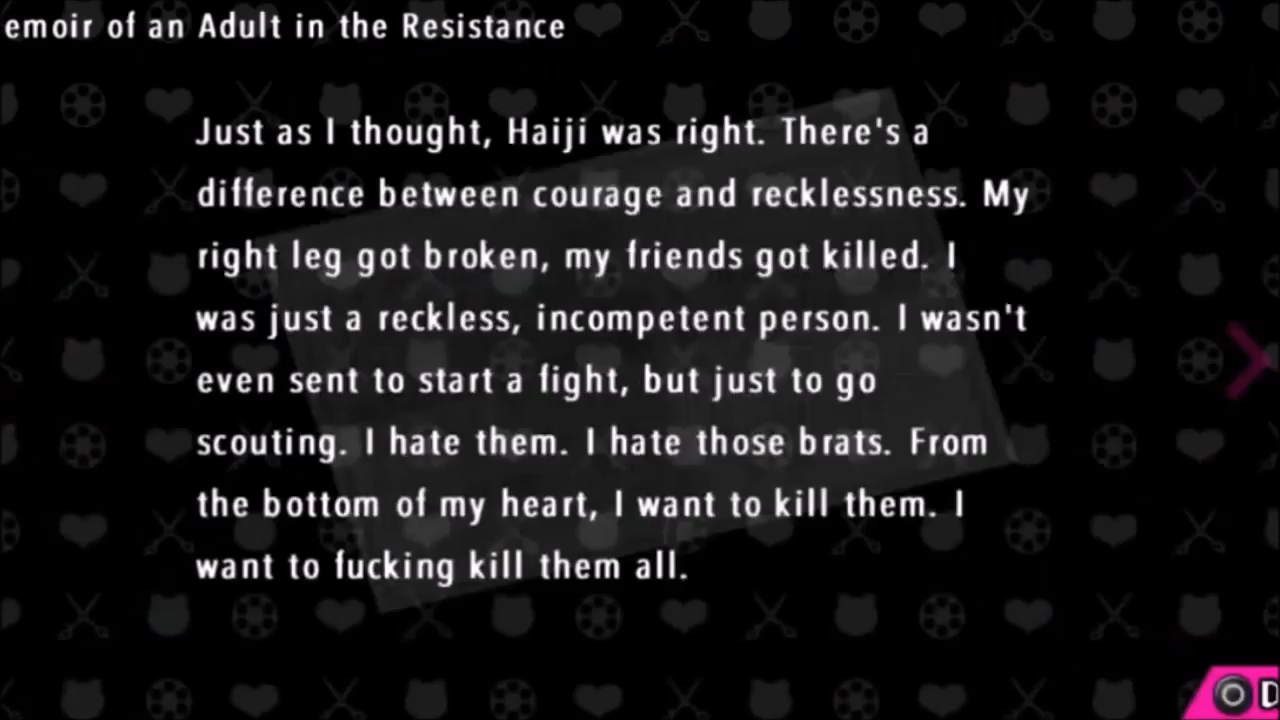 emoir of an Adult in the Resistance
Just as I thought, Haiji was right. There's a
difference between courage and recklessness. My
right leg got broken, my friends got killed. I
was just a reckless, incompetent person. I wasn't
even sent to start a fight, but just to go
scouting. I hate them. I hate those brats. From
the bottom of my heart, I want to kill them. I
want to fucking kill them all.